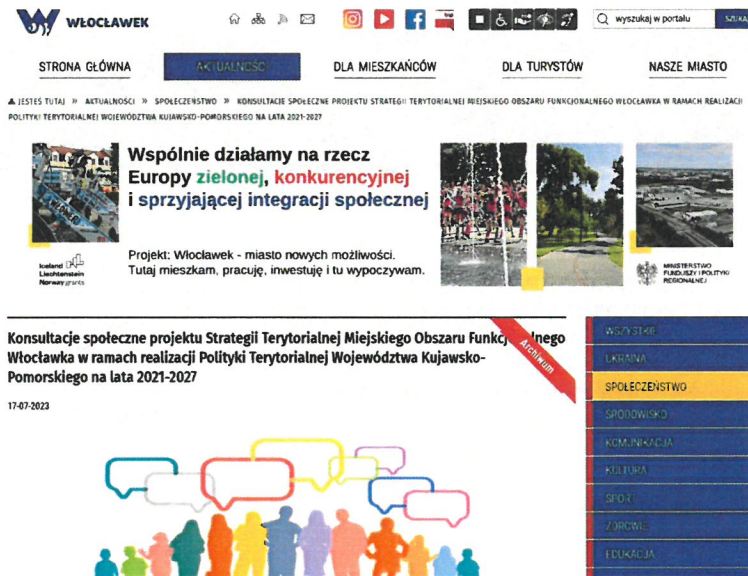 WŁOCŁAWEK
wyszukaj w portalu
STRONA GŁÓWNA
AKTUALNOŚCI
DLA MIESZKAŃCÓW
DLA TURYSTÓW
NASZE MIASTO
JESTEŚ TUTAJ » AKTUALNOŚCI » SPOŁECZEŃSTWO » KONSULTACJE SPOŁECZNE PROJEKTU STRATEGII TERYTORIALNEJ MIEJSKIEGO OBSZARU FUNKCJONALNEGO WŁOCŁAWKA W RAMACH REALIZACJI
POLITYKI TERYTORIALNEJ WOJEWÓDZTWA KUJAWSKO-POMORSKIEGO NA LATA 2021-2027
Wspólnie działamy na rzecz
Europy zielonej, konkurencyjnej
i sprzyjającej integracji społecznej
Projekt: Włocławek - miasto nowych możliwości.
Tutaj mieszkam, pracuję, inwestuję i tu wypoczywam.
Iceland
Liechtenstein
Norway grants
MINISTERSTWO
FUNDUSZY I POLITYKI
REGIONALNEJ
Konsultacje społeczne projektu Strategii Terytorialnej Miejskiego Obszaru
Włocławka w ramach realizacji Polityki Terytorialnej Województwa Kujawsko-
Pomorskiego na lata 2021-2027
Archiwum
17-07-2023
WSZYSTKIE
UKRAINA
SPOŁECZEŃSTWO
ŚRODOWISKO
KOMUNIKACJA
KULTURA
SPORT
ZDROWIE
EDUKACJA